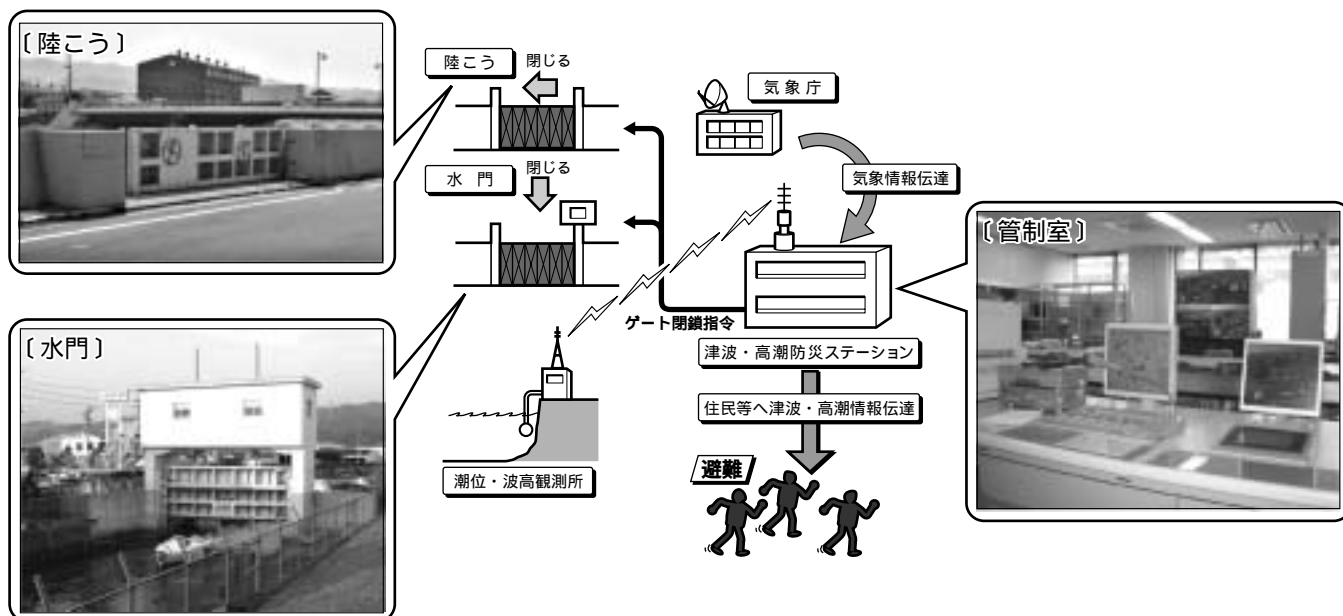 〔陸こう〕
陸こう
閉じる
水門
閉じる
気象庁
気象情報伝達
〔管制室〕
ゲート閉鎖指令
津波・高潮防災ステーション
〔水門〕
住民等へ津波・高潮情報伝達
潮位・波高観測所
避難